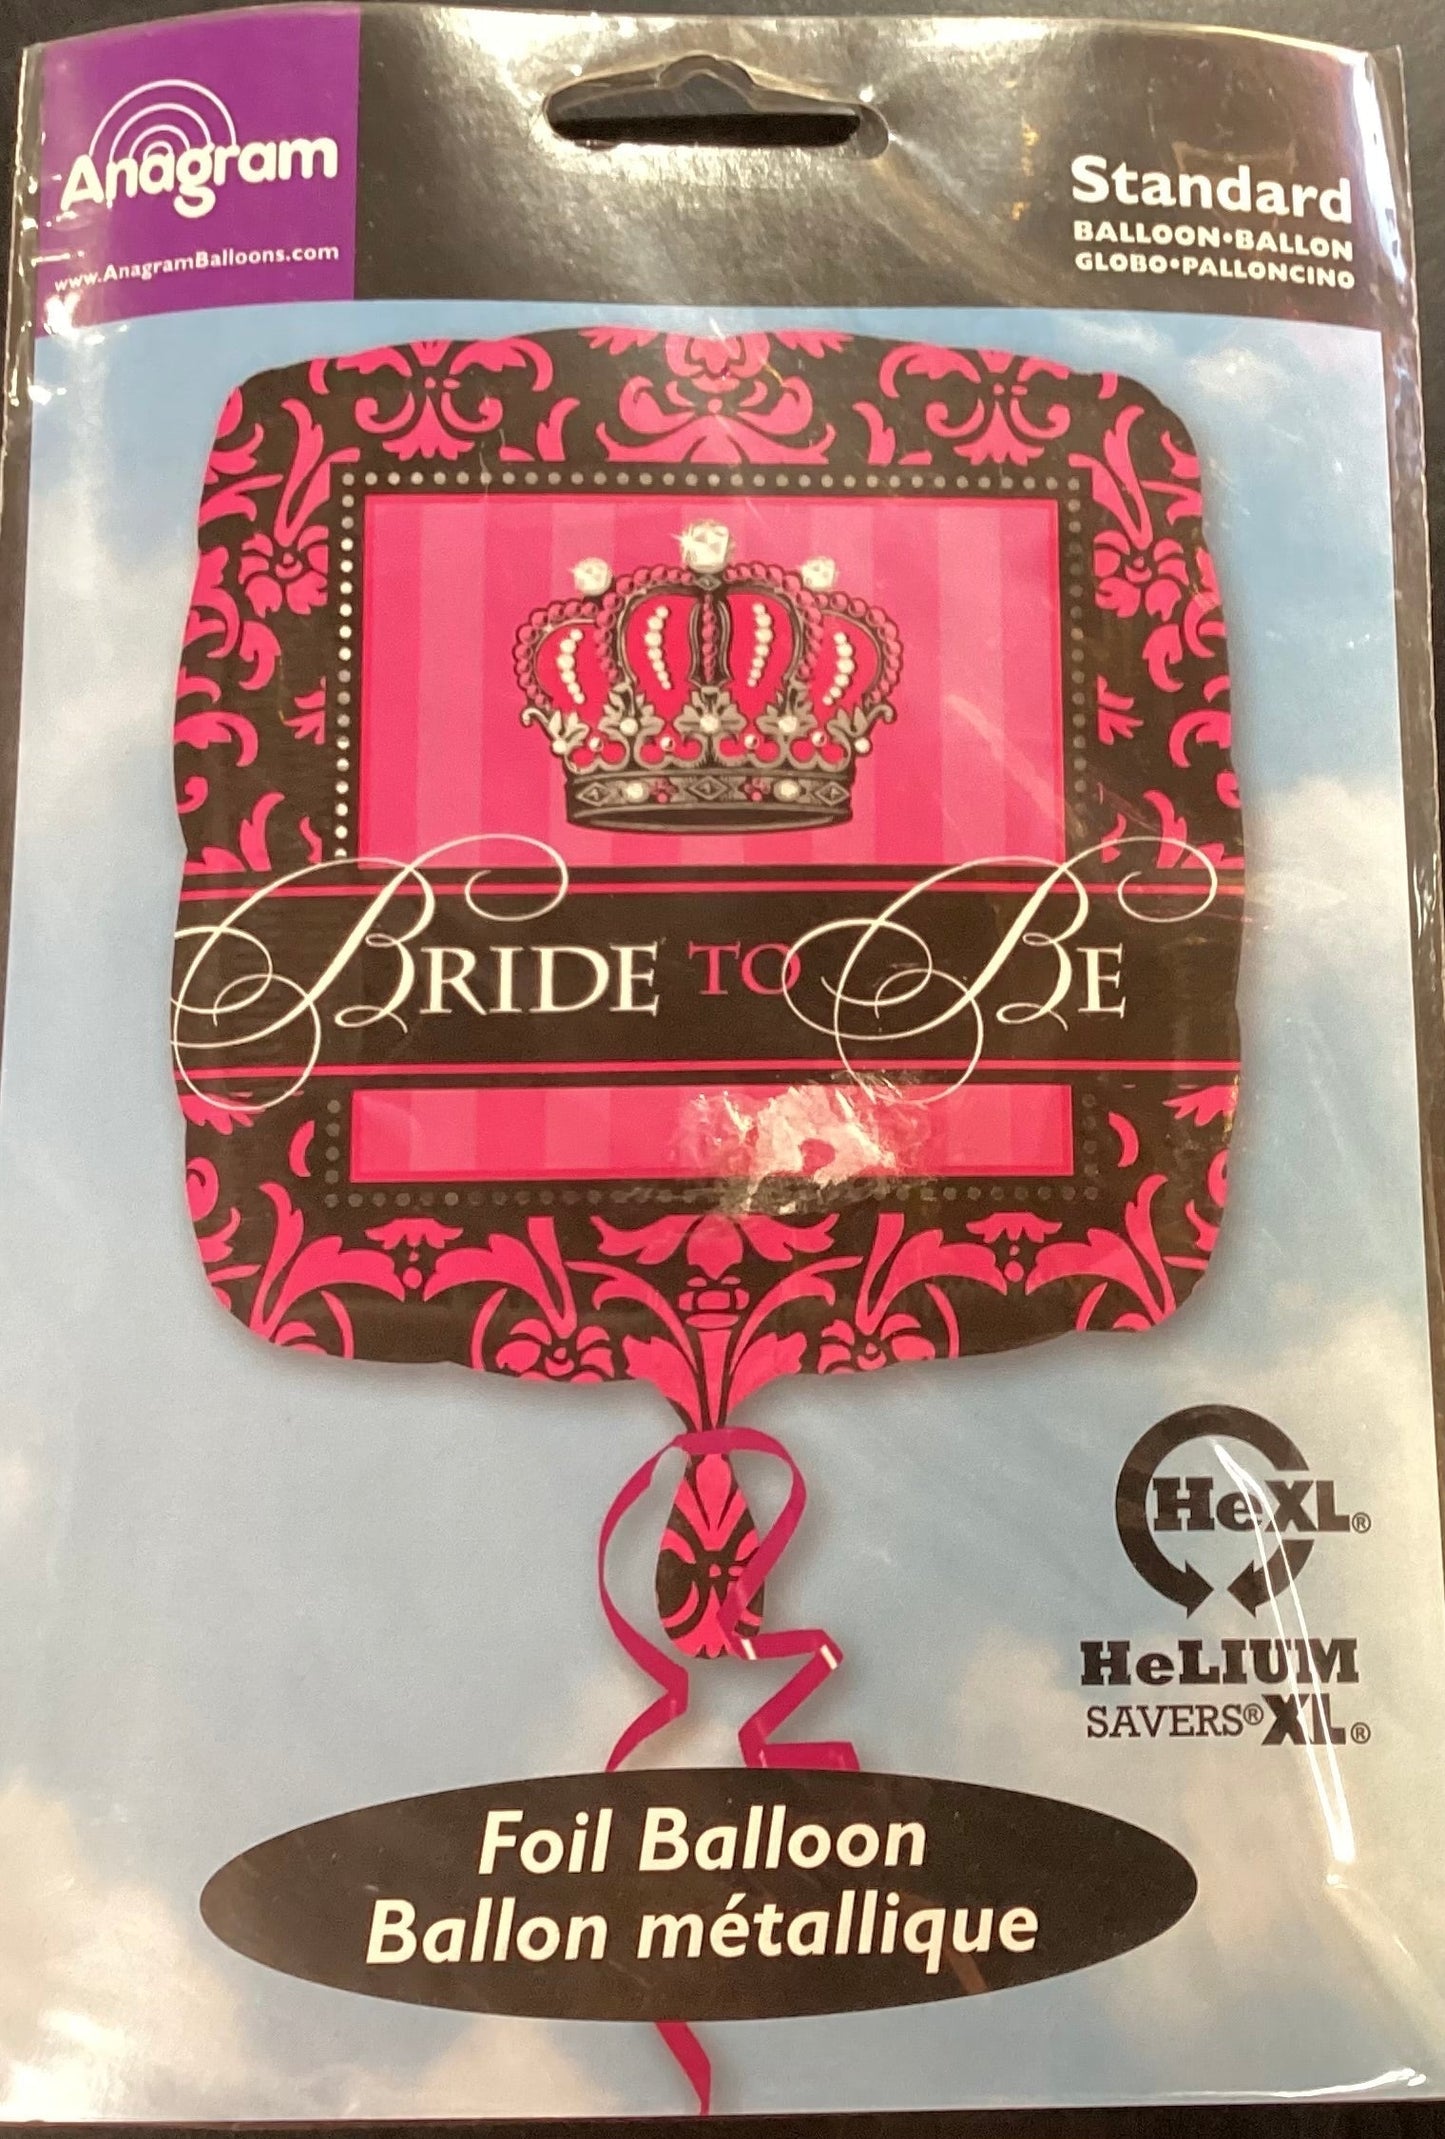 Anagram
www.AnagramBalloons.com
Standard
BALLOON•BALLON
GLOBO•PALLONCINO
BRIDE TO BE
HeXL®
HeLIUM
SAVERS® XL®
Foil Balloon
Ballon métallique